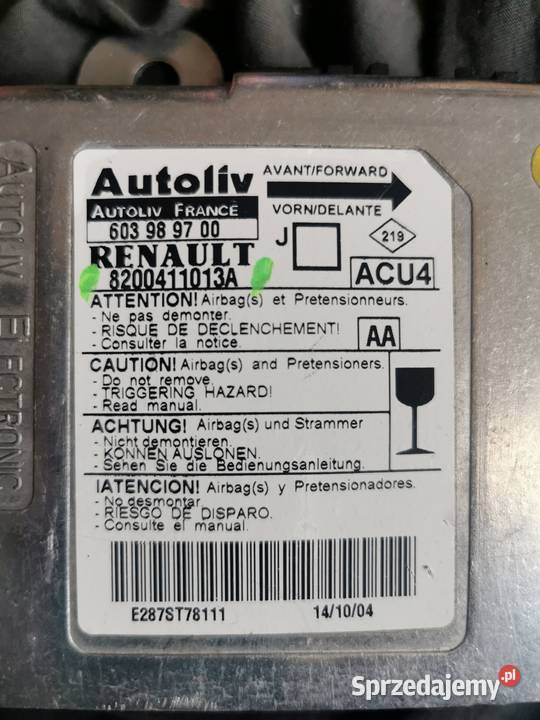 Autoliv
AUTOLIV FRANCE
603 98 97 00
RENAULT
8200411013A
AVANT/FORWARD
VORN/DELANTE
J
219
ACU4
ATTENTION! Airbag(s) et Pretensionneurs.
- Ne pas demonter.
- RISQUE DE DECLENCHEMENT!
- Consulter la notice.
AA
CAUTION! Airbag(s) and Pretensioners.
- Do not remove.
- TRIGGERING HAZARD!
- Read manual.
ACHTUNG! Airbag(s) und Strammer
- Nicht demontieren.
- KONNEN AUSLONEN.
- Sehen Sie die Bedienungsanleitung.
IATENCION! Airbag(s) y Pretensionadores.
- No desmontar
- RIESGO DE DISPARO.
- Consulte el manual.
E287ST78111
14/10/04
AUTOLIV ELECTRONIC
Sprzedajemy.pl